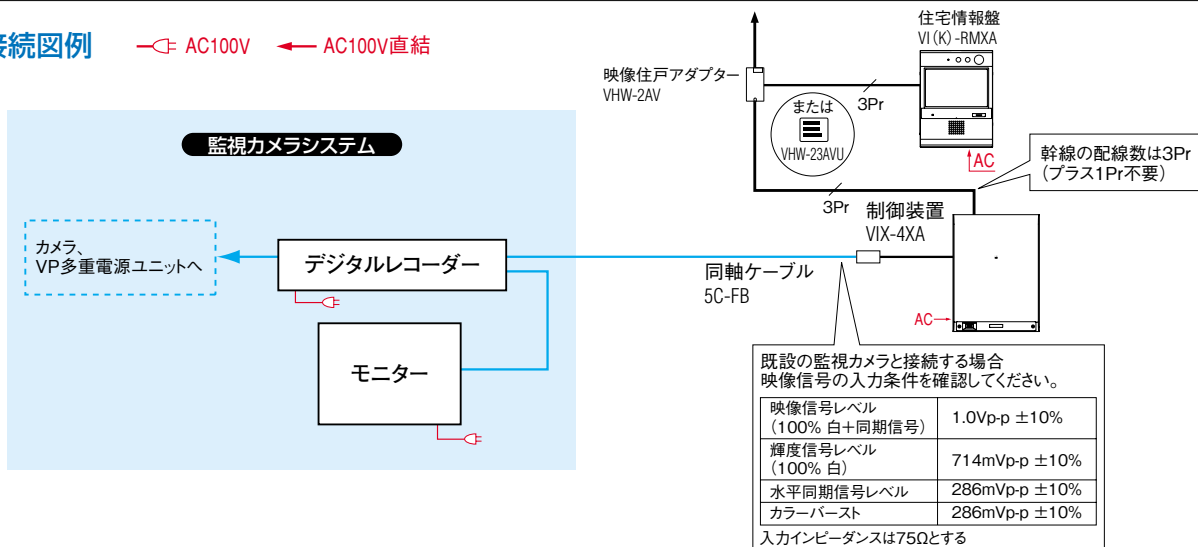 接続図例
AC100V
AC100V直結
住宅情報盤
VI(K)-RMXA
映像住戸アダプター
VHW-2AV
3Pr
または
VHW-23AVU
AC
幹線の配線数は3Pr
(プラス1Pr不要)
3Pr
制御装置
VIX-4XA
監視カメラシステム
カメラ、
VP多重電源ユニットへ
デジタルレコーダー
同軸ケーブル
5C-FB
AC
モニター
既設の監視カメラと接続する場合
映像信号の入力条件を確認してください。
映像信号レベル
(100% 白+同期信号)
1.0Vp-p ±10%
輝度信号レベル
(100% 白)
714mVp-p ±10%
水平同期信号レベル
286mVp-p ±10%
カラーバースト
286mVp-p ±10%
入力インピーダンスは75Ωとする